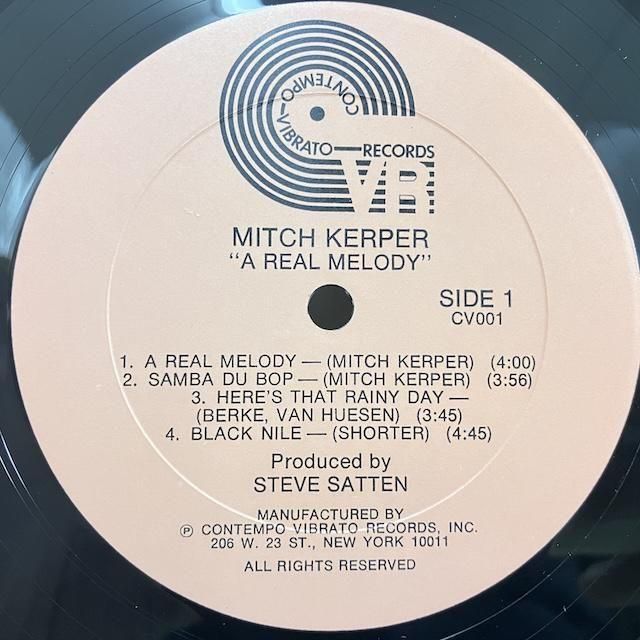 CONTEMPO-VIBRATO — RECORDS
VR
MITCH KERPER
"A REAL MELODY"
SIDE 1
CV001
1. A REAL MELODY — (MITCH KERPER) (4:00)
2. SAMBA DU BOP — (MITCH KERPER) (3:56)
3. HERE'S THAT RAINY DAY —
(BERKE, VAN HUESEN) (3:45)
4. BLACK NILE — (SHORTER) (4:45)
Produced by
STEVE SATTEN
MANUFACTURED BY
℗ CONTEMPO VIBRATO RECORDS, INC.
206 W. 23 ST., NEW YORK 10011
ALL RIGHTS RESERVED